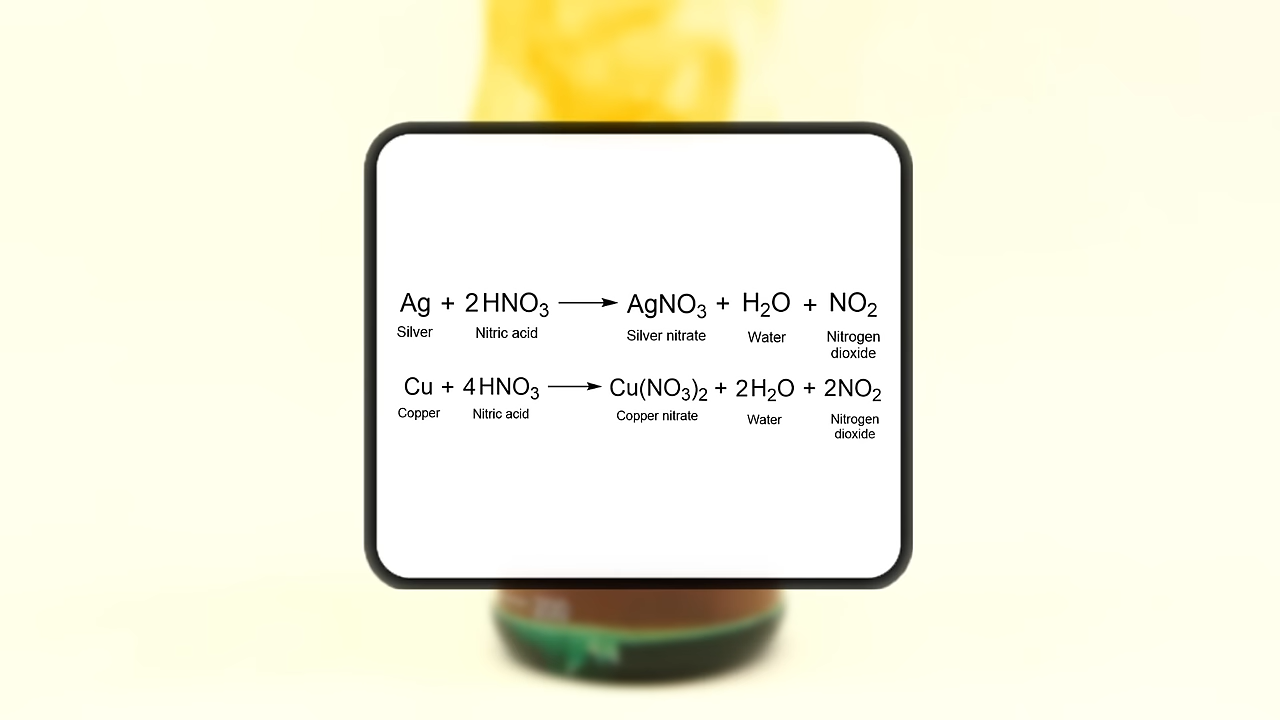 Ag + 2HNO₃ ⟶ AgNO₃ + H₂O + NO₂
Silver Nitric acid Silver nitrate Water Nitrogen dioxide
Cu + 4HNO₃ ⟶ Cu(NO₃)₂ + 2H₂O + 2NO₂
Copper Nitric acid Copper nitrate Water Nitrogen dioxide